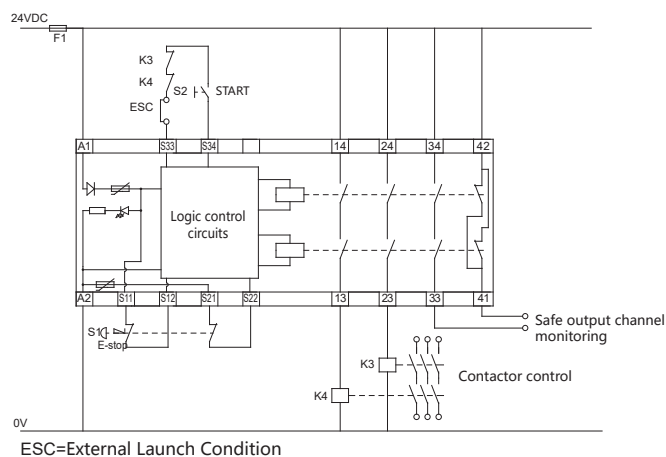 24VDC
F1
K3
K4
S2
START
ESC
A1
S33
S34
14
24
34
42
Logic control
circuits
A2
S11
S12
S21
S22
13
23
33
41
S1
E-stop
Safe output channel
monitoring
K3
Contactor control
K4
0V
ESC=External Launch Condition